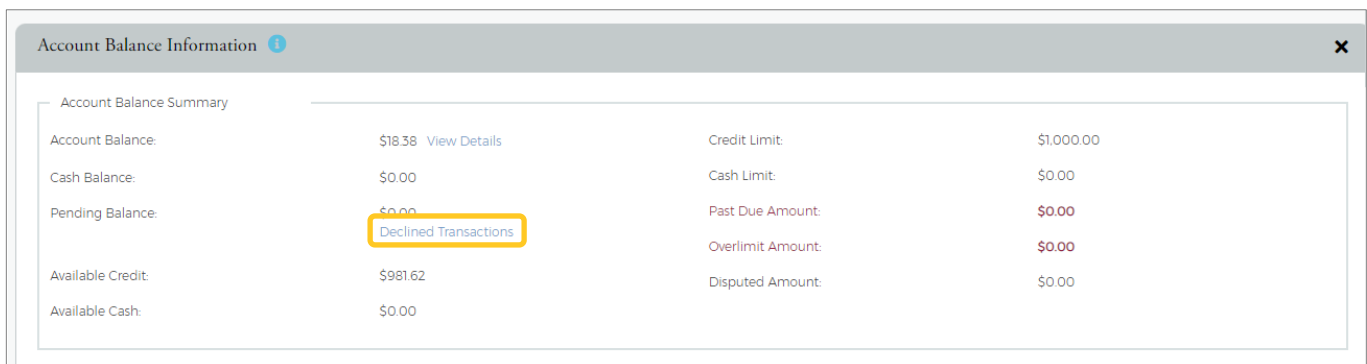 Account Balance Information
Account Balance Summary
Account Balance: $18.38 View Details
Cash Balance: $0.00
Pending Balance: $0.00
Declined Transactions
Available Credit: $981.62
Available Cash: $0.00
Credit Limit: $1,000.00
Cash Limit: $0.00
Past Due Amount: $0.00
Overlimit Amount: $0.00
Disputed Amount: $0.00